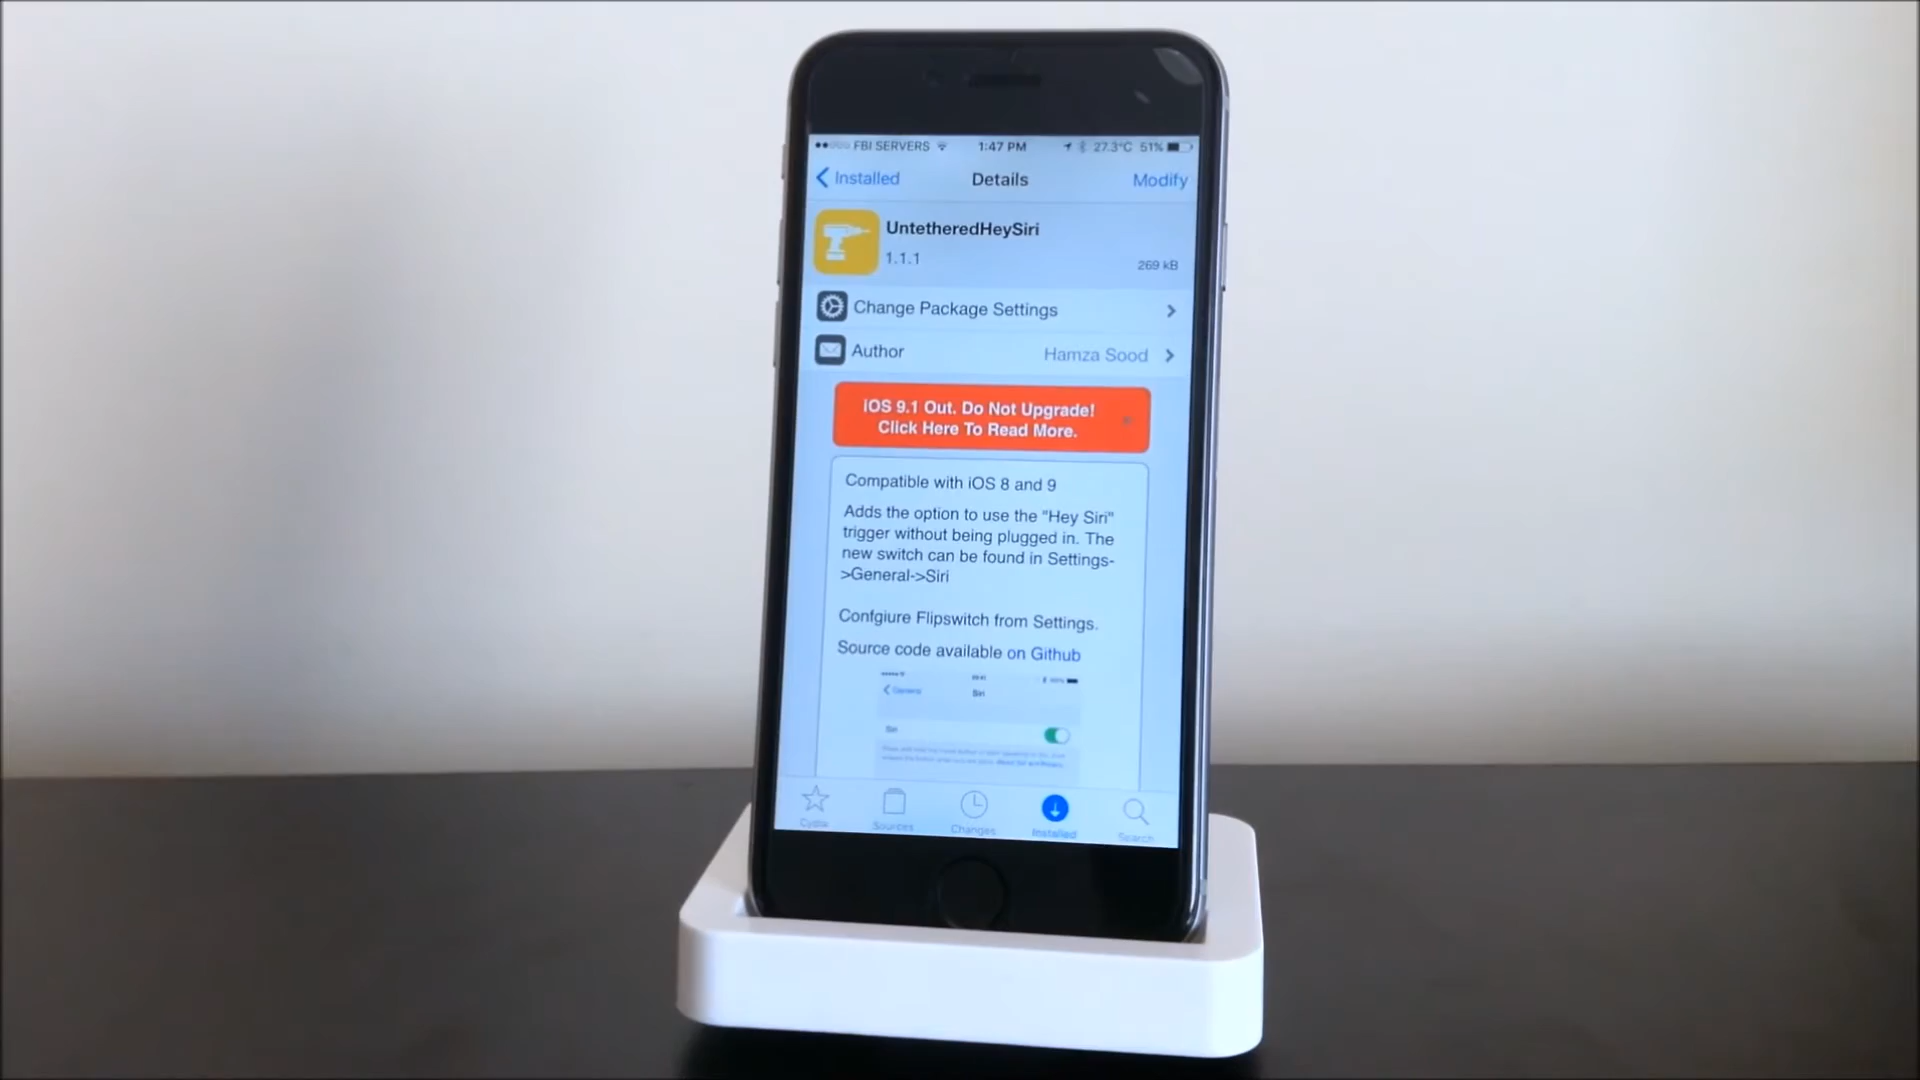 FBI SERVERS 1:47 PM 27.3°C 51%
Installed Details Modify
UntetheredHeySiri
1.1.1 269 kB
Change Package Settings
Author Hamza Sood
iOS 9.1 Out. Do Not Upgrade!
Click Here To Read More.
Compatible with iOS 8 and 9
Adds the option to use the "Hey Siri"
trigger without being plugged in. The
new switch can be found in Settings-
>General->Siri
Confgiure Flipswitch from Settings.
Source code available on Github
General Siri
Siri
Cydia Sources Changes Installed Search